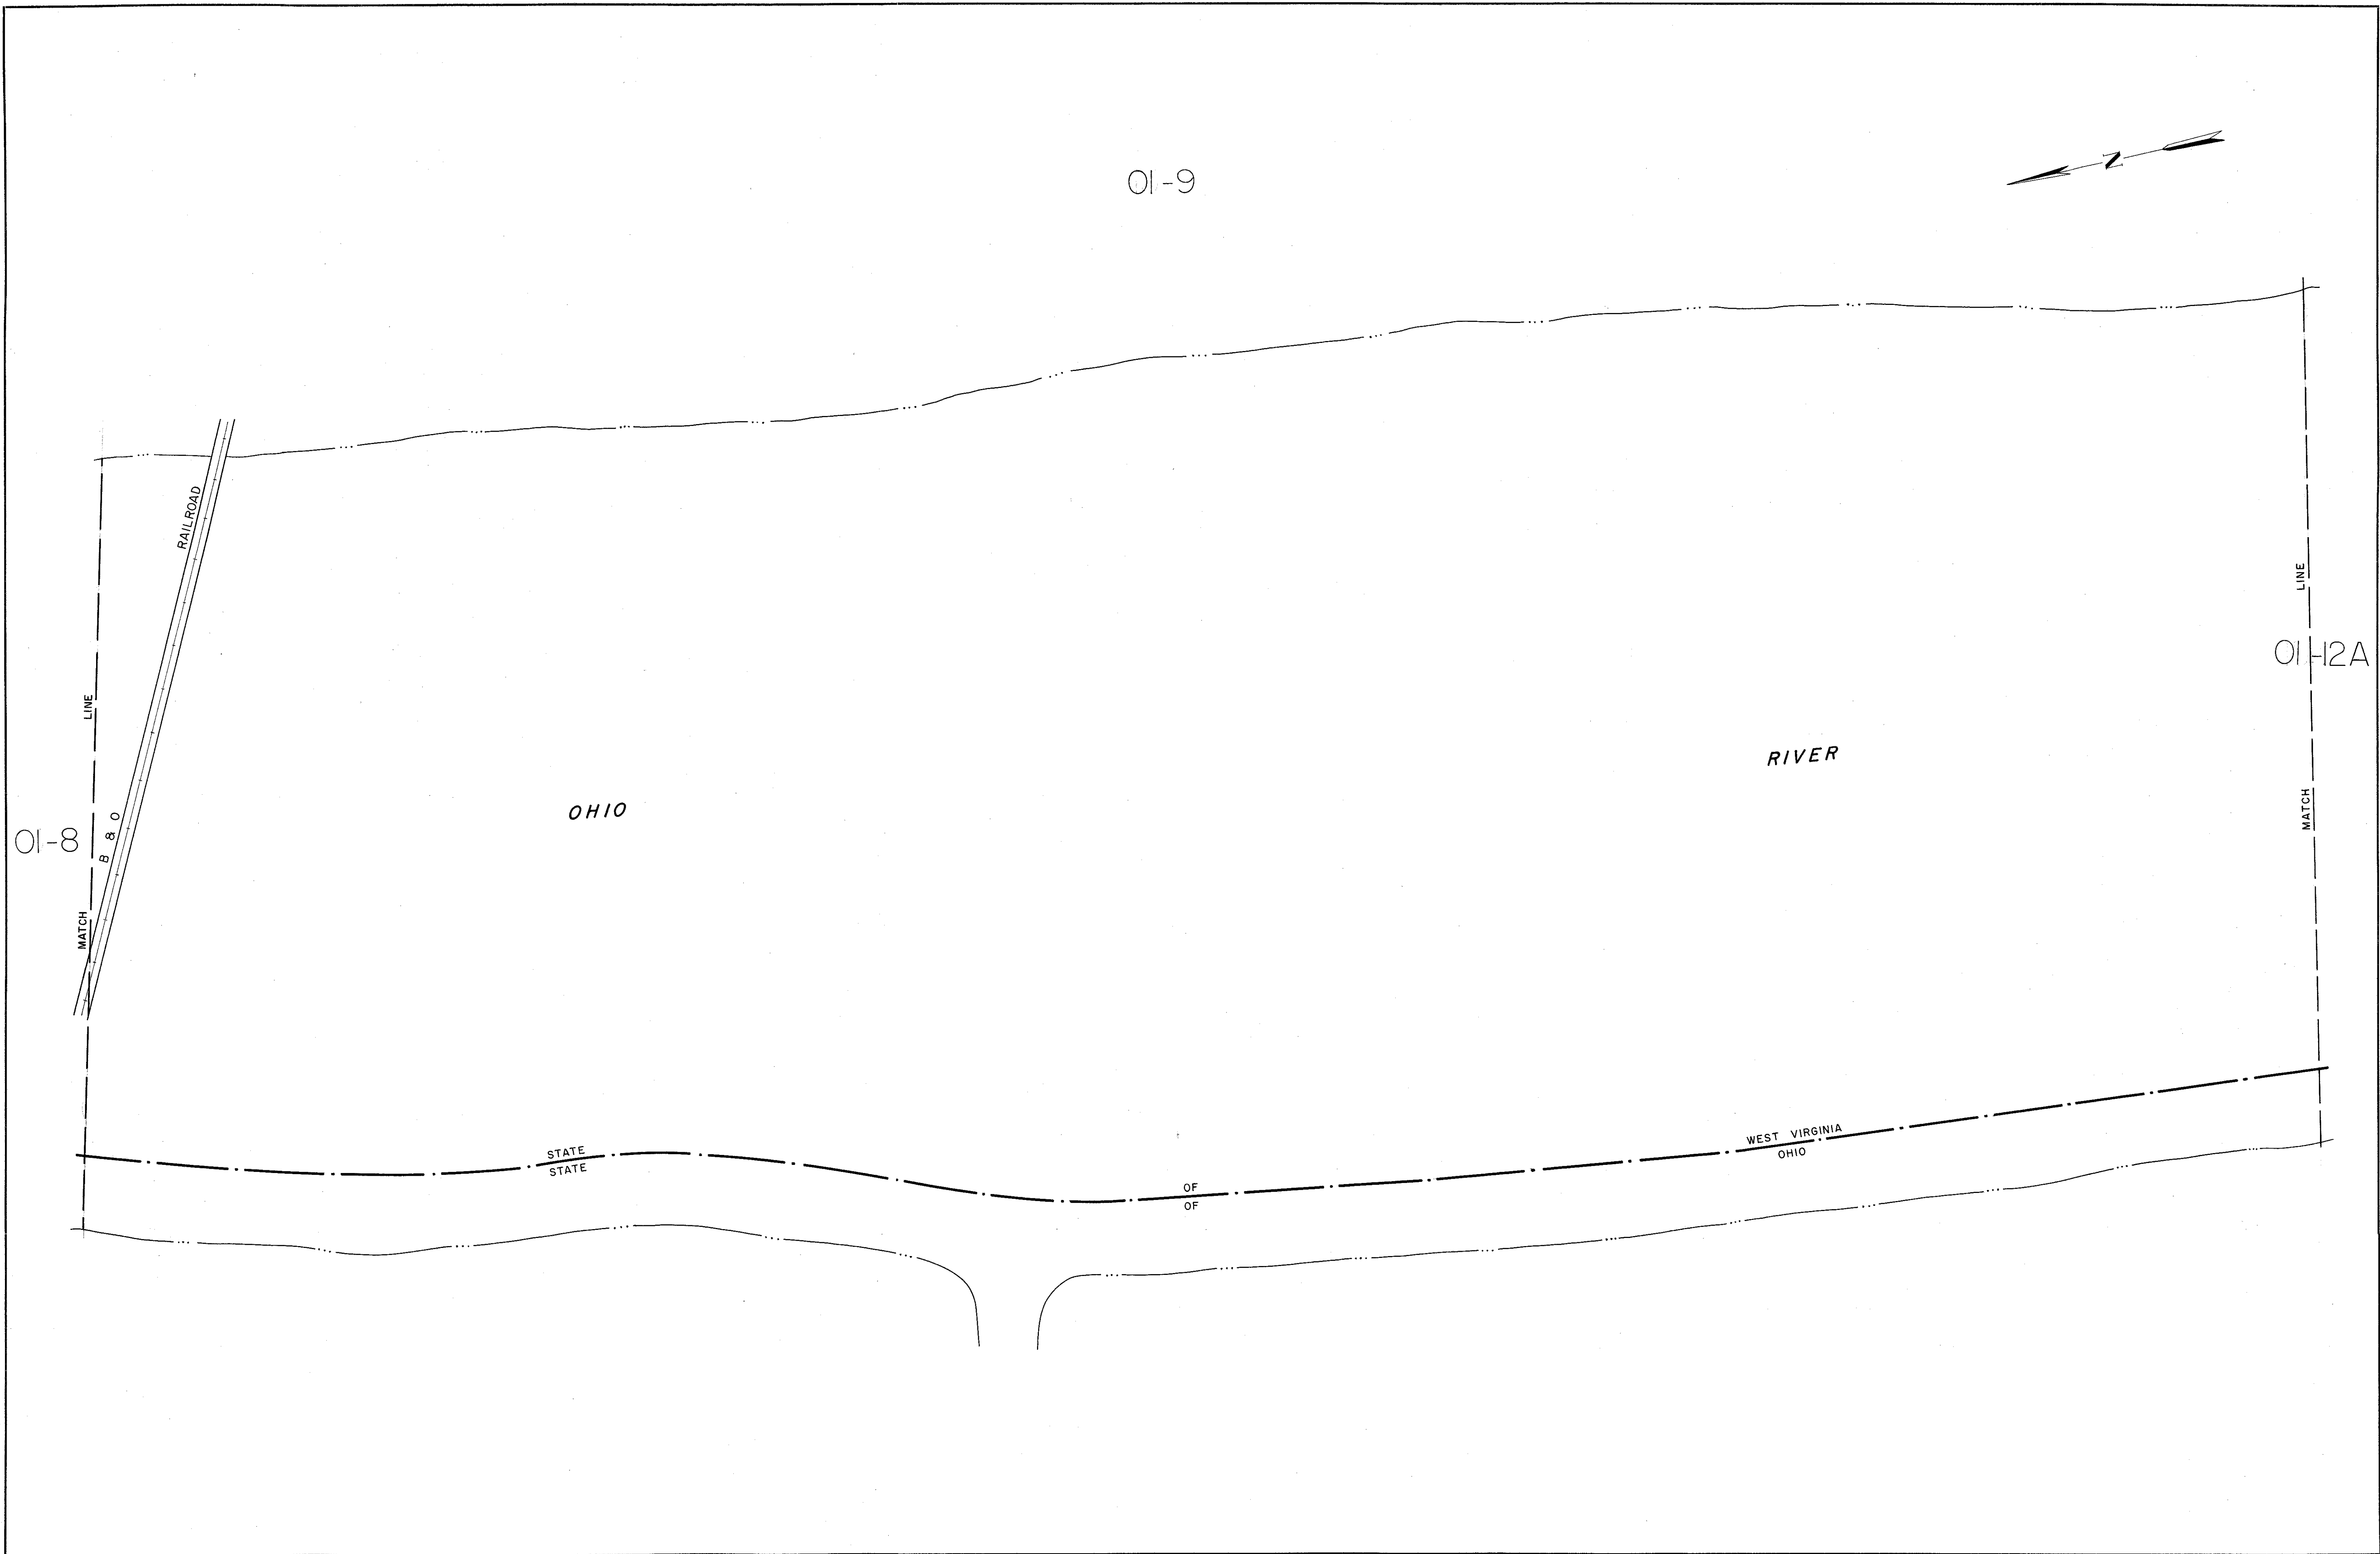 01-9
N
RAILROAD
B & O
LINE
MATCH
01-8
OHIO
RIVER
LINE
MATCH
01-12A
STATE OF WEST VIRGINIA
STATE OF OHIO